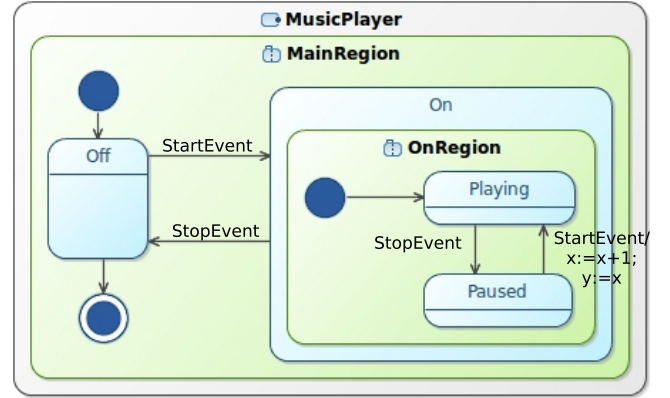 MusicPlayer
MainRegion
On
OnRegion
Off
StartEvent
Playing
StopEvent
StopEvent
StartEvent/
x:=x+1;
y:=x
Paused